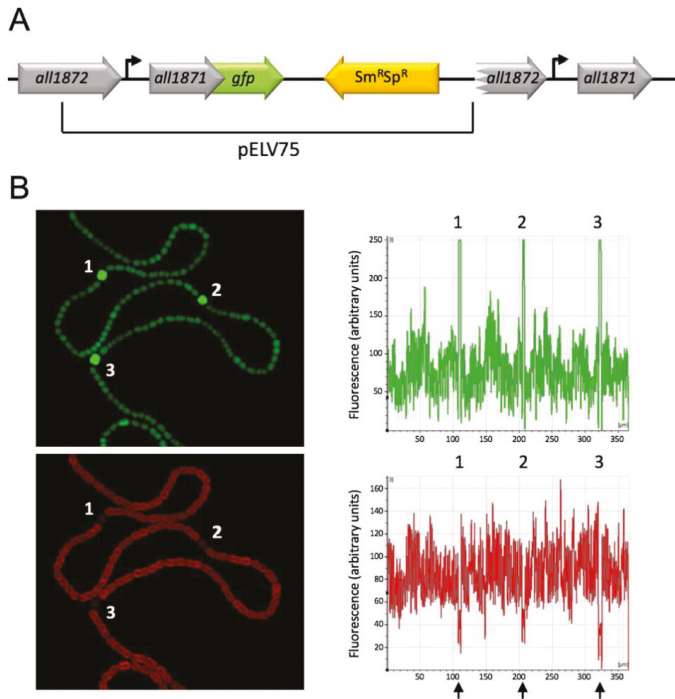 A
all1872
all1871
gfp
SmRSpR
all1872
all1871
pELV75
B
1
2
3
1 2 3
Fluorescence (arbitrary units)
250
200
150
100
50
50 100 150 200 250 300 350
1
2
3
1 2 3
Fluorescence (arbitrary units)
160
140
120
100
80
60
40
20
50 100 150 200 250 300 350